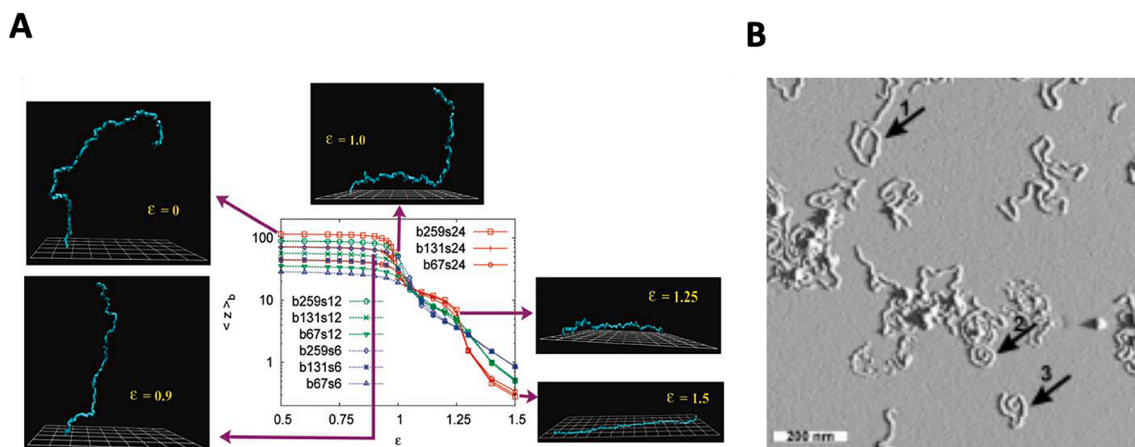 A
B
ε = 0
ε = 1.0
ε = 0.9
ε = 1.25
ε = 1.5
100
10
1
< z >b
b259s24
b131s24
b67s24
b259s12
b131s12
b67s12
b259s6
b131s6
b67s6
0.5 0.75 1 1.25 1.5
ε
1
2
3
200 nm